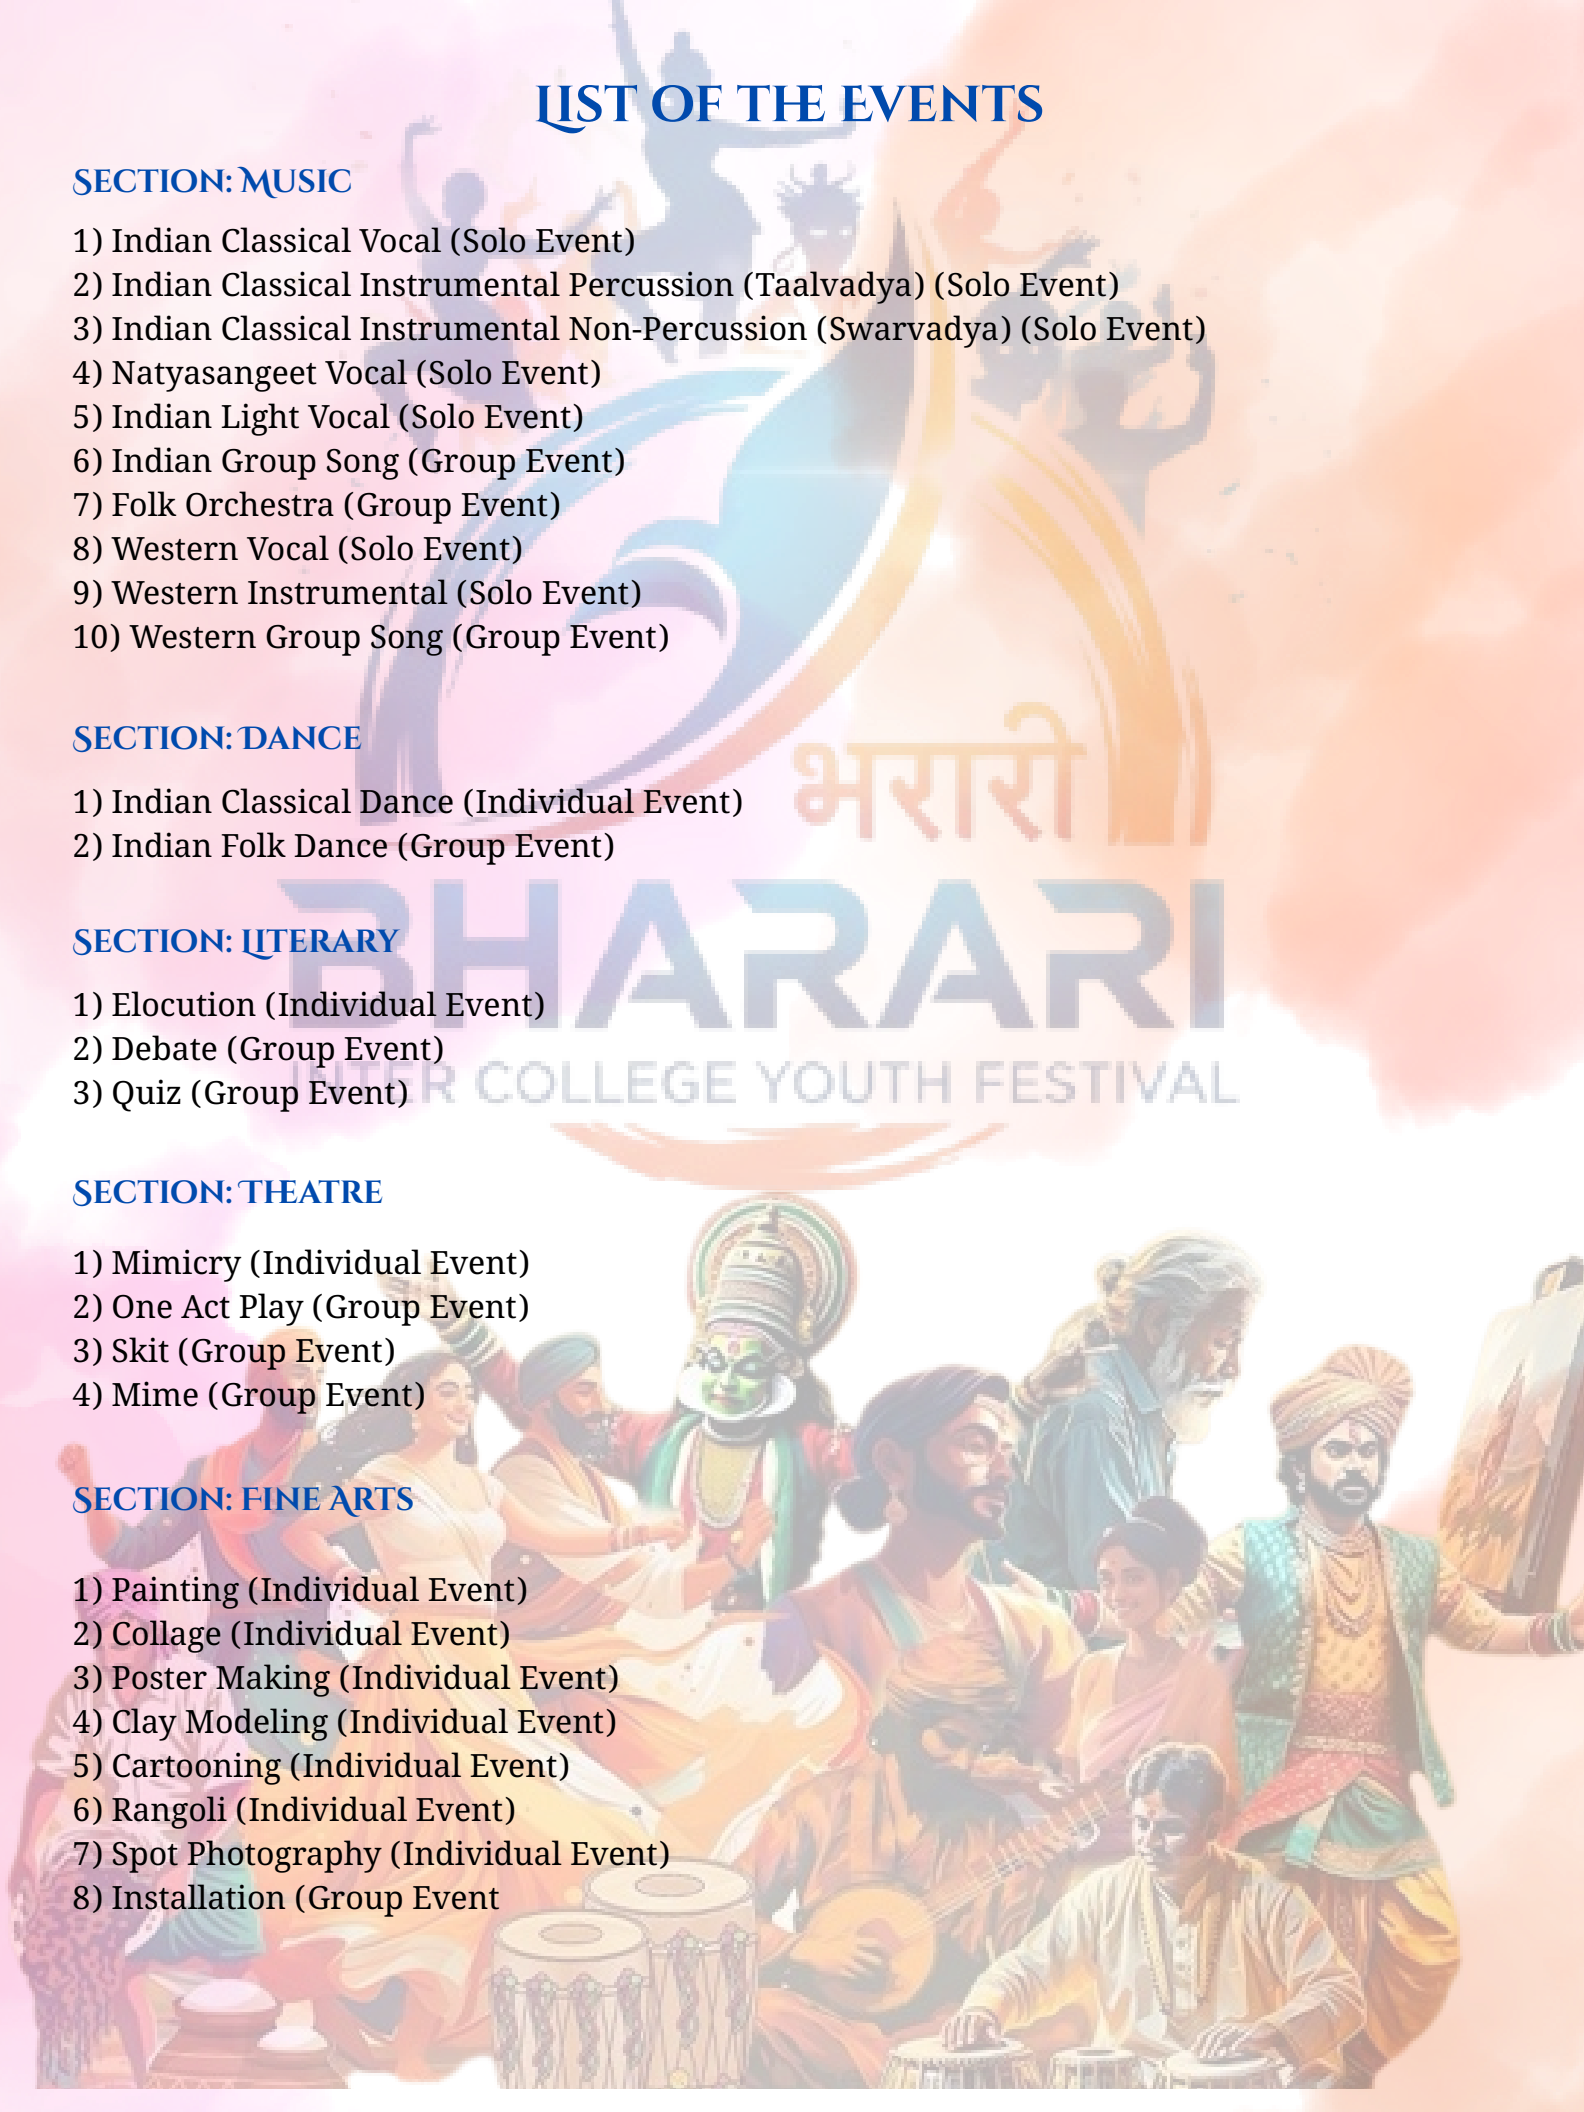 LIST OF THE EVENTS
SECTION: MUSIC
1) Indian Classical Vocal (Solo Event)
2) Indian Classical Instrumental Percussion (Taalvadya) (Solo Event)
3) Indian Classical Instrumental Non-Percussion (Swarvadya) (Solo Event)
4) Natyasangeet Vocal (Solo Event)
5) Indian Light Vocal (Solo Event)
6) Indian Group Song (Group Event)
7) Folk Orchestra (Group Event)
8) Western Vocal (Solo Event)
9) Western Instrumental (Solo Event)
10) Western Group Song (Group Event)
SECTION: DANCE
भरारी
1) Indian Classical Dance (Individual Event)
2) Indian Folk Dance (Group Event)
SECTION: LITERARY
BHARARI
1) Elocution (Individual Event)
2) Debate (Group Event)
3) Quiz (Group Event)
INTER COLLEGE YOUTH FESTIVAL
SECTION: THEATRE
1) Mimicry (Individual Event)
2) One Act Play (Group Event)
3) Skit (Group Event)
4) Mime (Group Event)
SECTION: FINE ARTS
1) Painting (Individual Event)
2) Collage (Individual Event)
3) Poster Making (Individual Event)
4) Clay Modeling (Individual Event)
5) Cartooning (Individual Event)
6) Rangoli (Individual Event)
7) Spot Photography (Individual Event)
8) Installation (Group Event